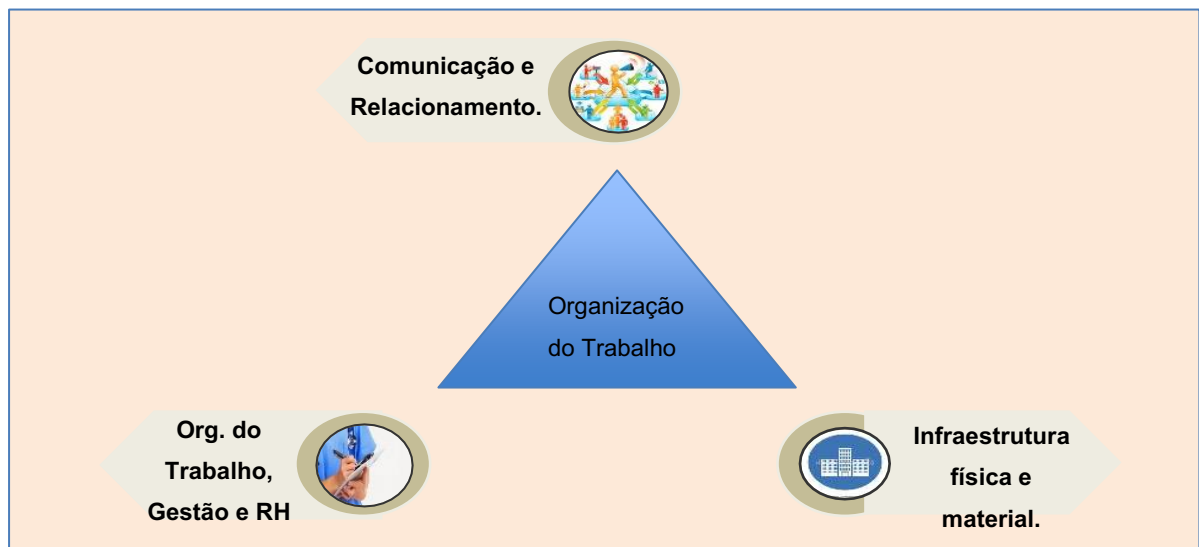 Comunicação e
Relacionamento.
Organização
do Trabalho
Org. do
Trabalho,
Gestão e RH
Infraestrutura
física e
material.